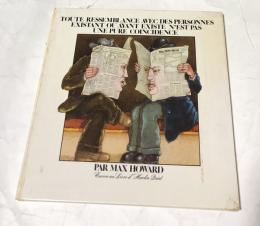 TOUTE RESSEMBLANCE AVEC DES PERSONNES
EXISTANT OU AYANT EXISTE N'EST PAS
UNE PURE COINCIDENCE
PAR MAX HOWARD